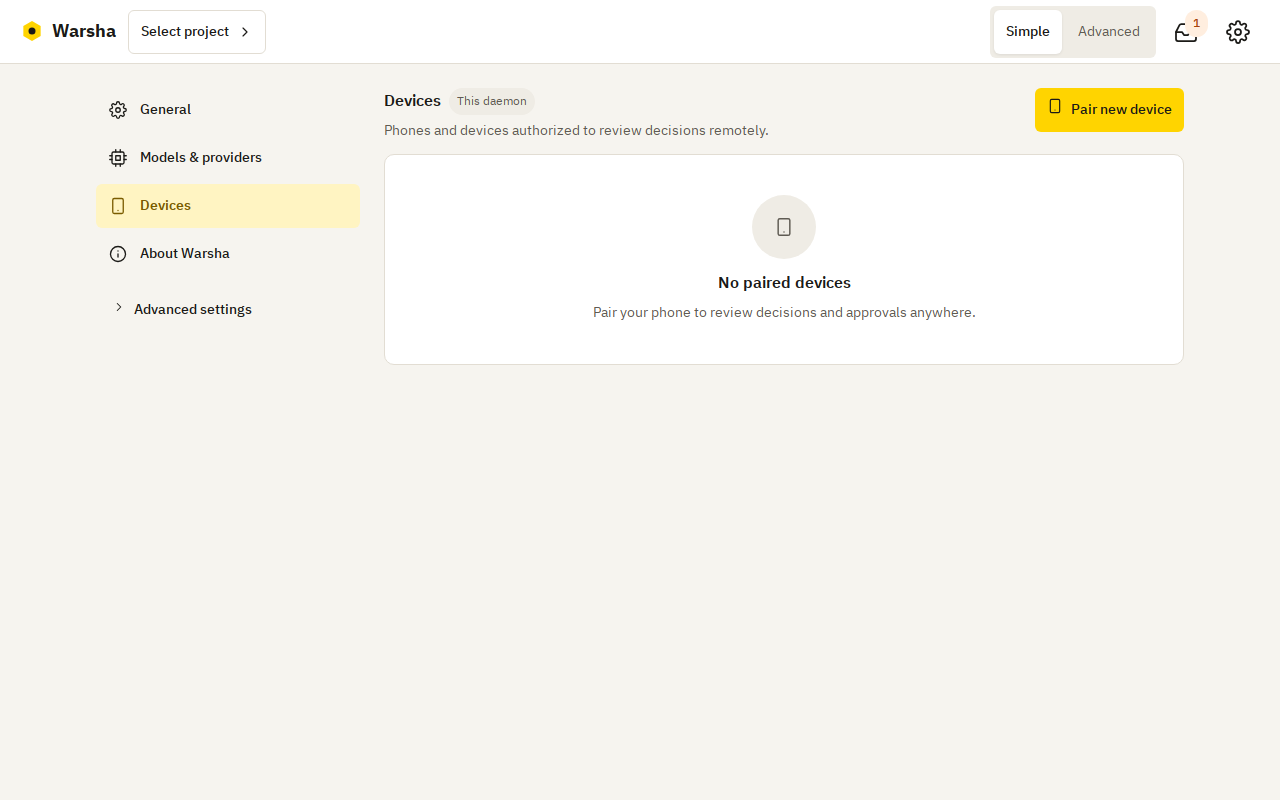 Warsha
Select project
Simple
Advanced
1
General
Models & providers
Devices
About Warsha
Advanced settings
Devices
This daemon
Phones and devices authorized to review decisions remotely.
Pair new device
No paired devices
Pair your phone to review decisions and approvals anywhere.